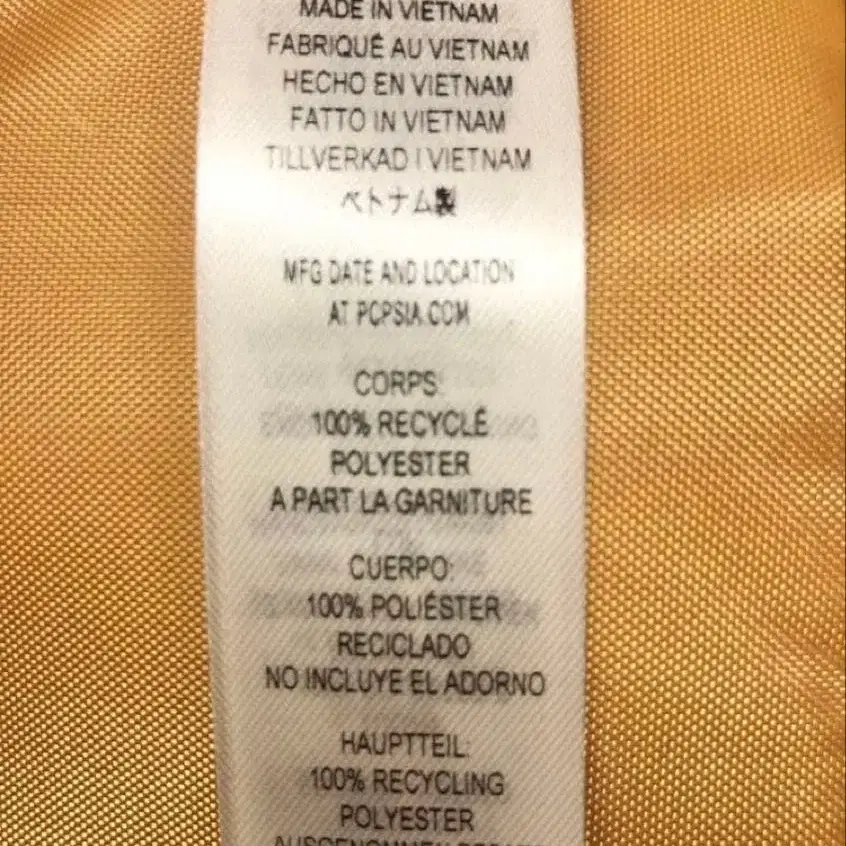 MADE IN VIETNAM
FABRIQUÉ AU VIETNAM
HECHO EN VIETNAM
FATTO IN VIETNAM
TILLVERKAD I VIETNAM
ベトナム製
MFG DATE AND LOCATION
AT PCPSIA.COM
CORPS:
100% RECYCLÉ
POLYESTER
A PART LA GARNITURE
CUERPO:
100% POLIÉSTER
RECICLADO
NO INCLUYE EL ADORNO
HAUPTTEIL:
100% RECYCLING
POLYESTER
AUSGENOMMEN